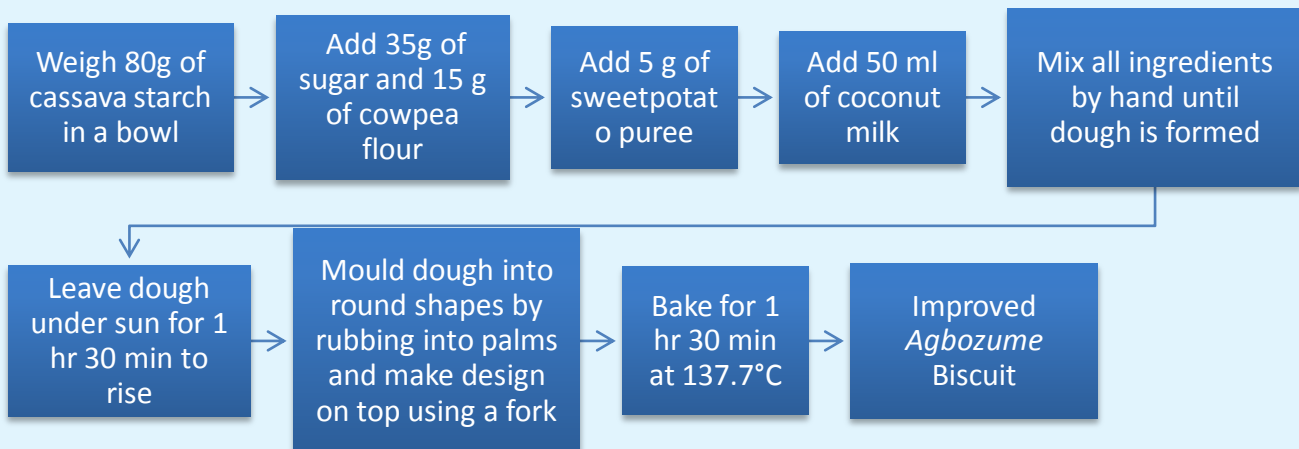 Weigh 80g of
cassava starch
in a bowl
Add 35g of
sugar and 15 g
of cowpea
flour
Add 5 g of
sweetpotat
o puree
Add 50 ml
of coconut
milk
Mix all ingredients
by hand until
dough is formed
Leave dough
under sun for 1
hr 30 min to
rise
Mould dough into
round shapes by
rubbing into palms
and make design
on top using a fork
Bake for 1
hr 30 min
at 137.7°C
Improved
Agbozume
Biscuit